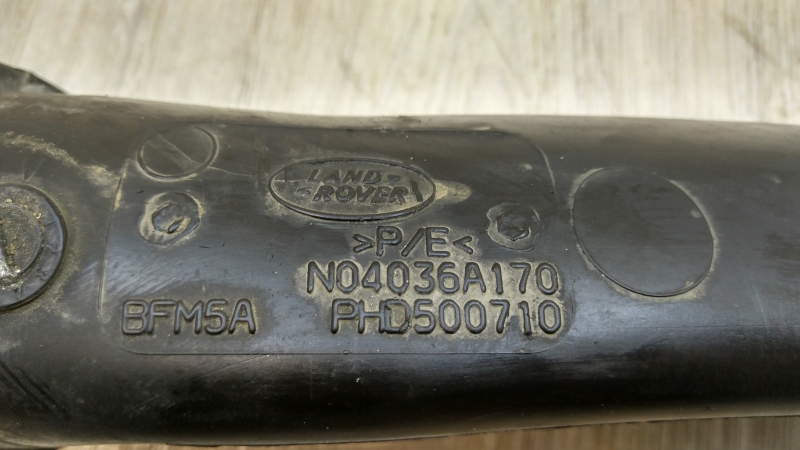 LAND
ROVER
>P/E<
N04036A170
BFM5A PHD500710